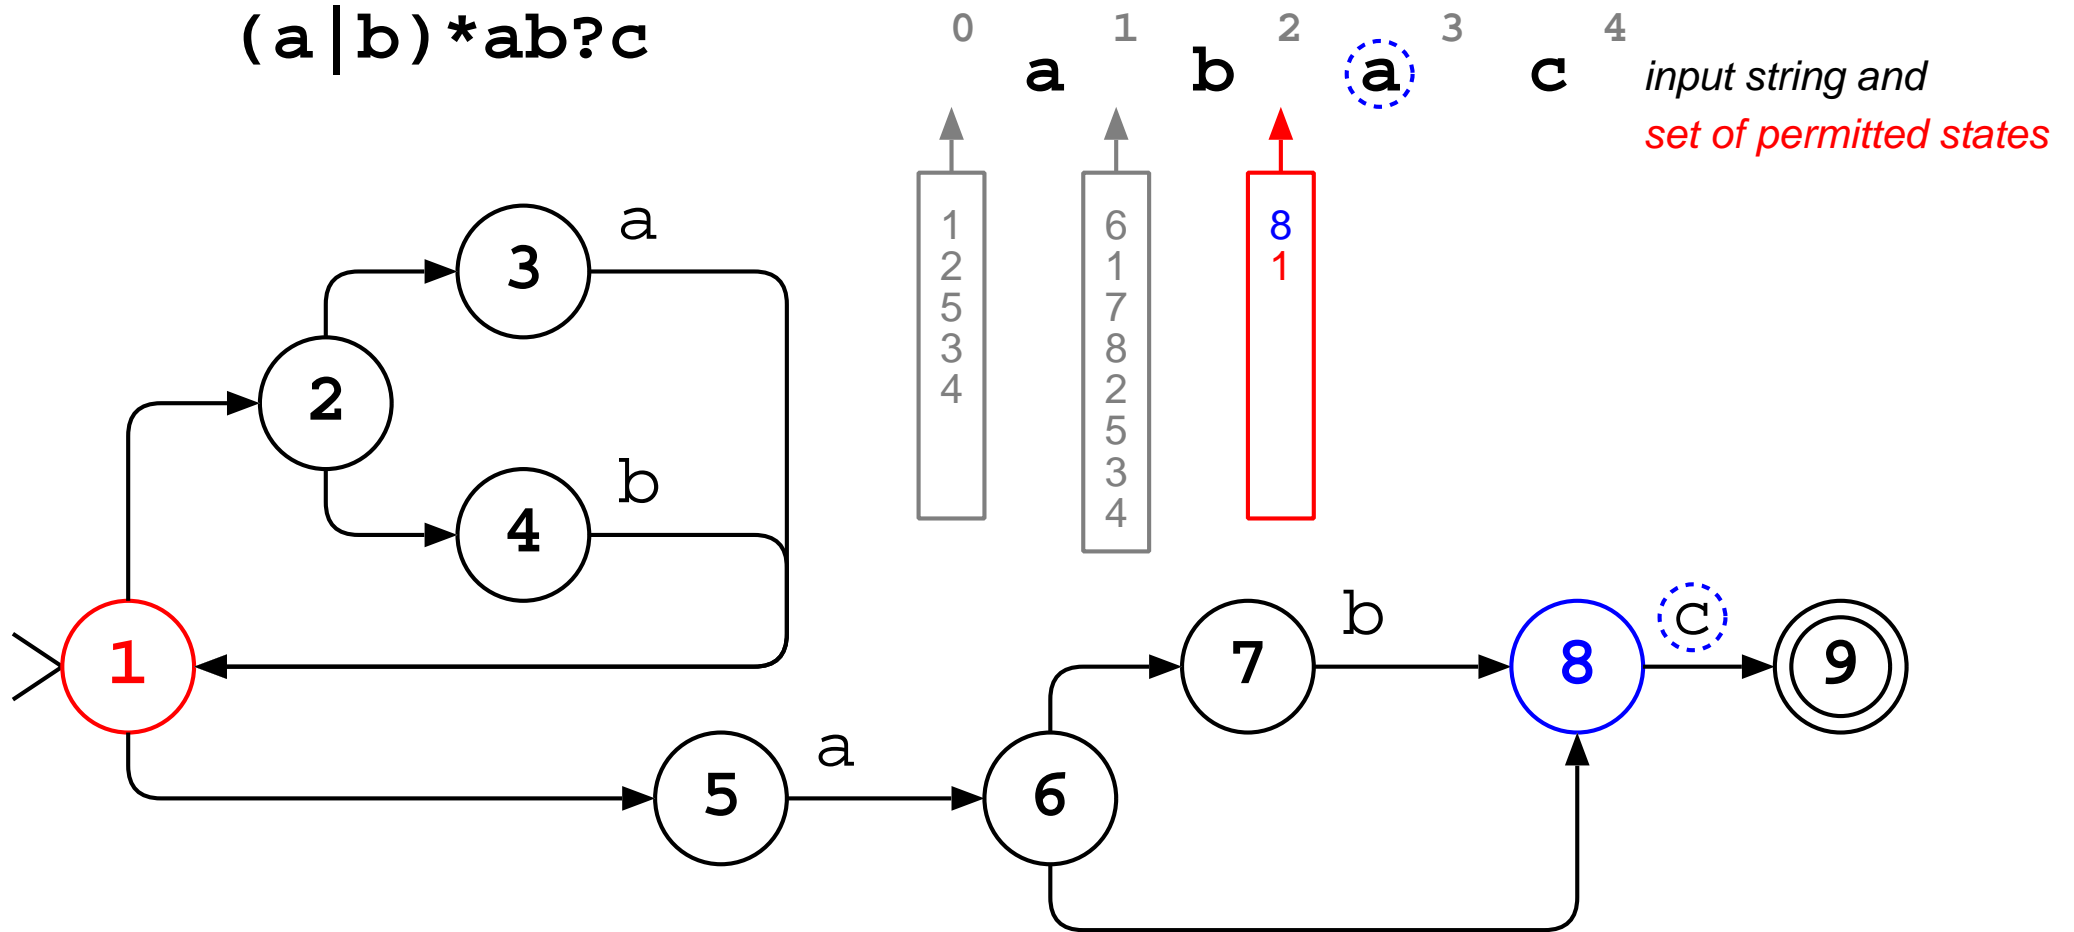 (a|b)*ab?c
0 1 2 3 4
a b a c
input string and
set of permitted states
1 6 8
2 1 1
5 7
3 8
4 2
5
3
4
a
3
2
b
4
1
b
c
7
8
9
a
5
6